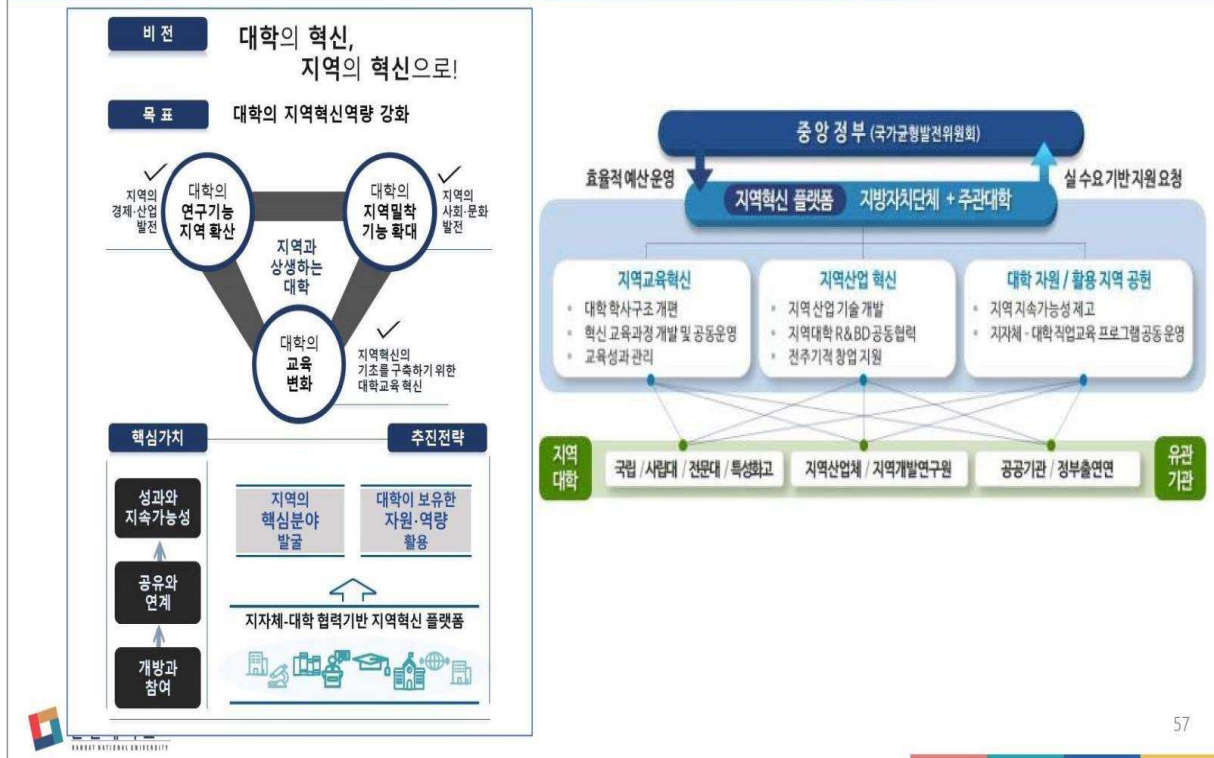 비 전
대학의 혁신,
지역의 혁신으로!
목 표
대학의 지역혁신역량 강화
지역의
경제·산업
발전
대학의
연구기능
지역 확산
대학의
지역밀착
기능 확대
지역의
사회·문화
발전
지역과
상생하는
대학
대학의
교육
변화
지역혁신의
기초를 구축하기 위한
대학교육 혁신
핵심가치
추진전략
성과와
지속가능성
공유와
연계
개방과
참여
지역의
핵심분야
발굴
대학이 보유한
자원·역량
활용
지자체-대학 협력기반 지역혁신 플랫폼
중앙정부 (국가균형발전위원회)
효율적 예산 운영
실 수요 기반 지원 요청
지역혁신 플랫폼 지방자치단체 + 주관대학
지역교육혁신
• 대학 학사구조 개편
• 혁신 교육과정 개발 및 공동운영
• 교육성과 관리
지역산업 혁신
• 지역 산업 기술 개발
• 지역대학 R&BD 공동협력
• 전주기적 창업 지원
대학 자원 / 활용 지역 공헌
• 지역 지속가능성 제고
• 지자체 - 대학 직업교육 프로그램 공동 운영
지역
대학
국립 / 사립대 / 전문대 / 특성화고
지역산업체 / 지역개발연구원
공공기관 / 정부출연연
유관
기관
HANBAT NATIONAL UNIVERSITY
57